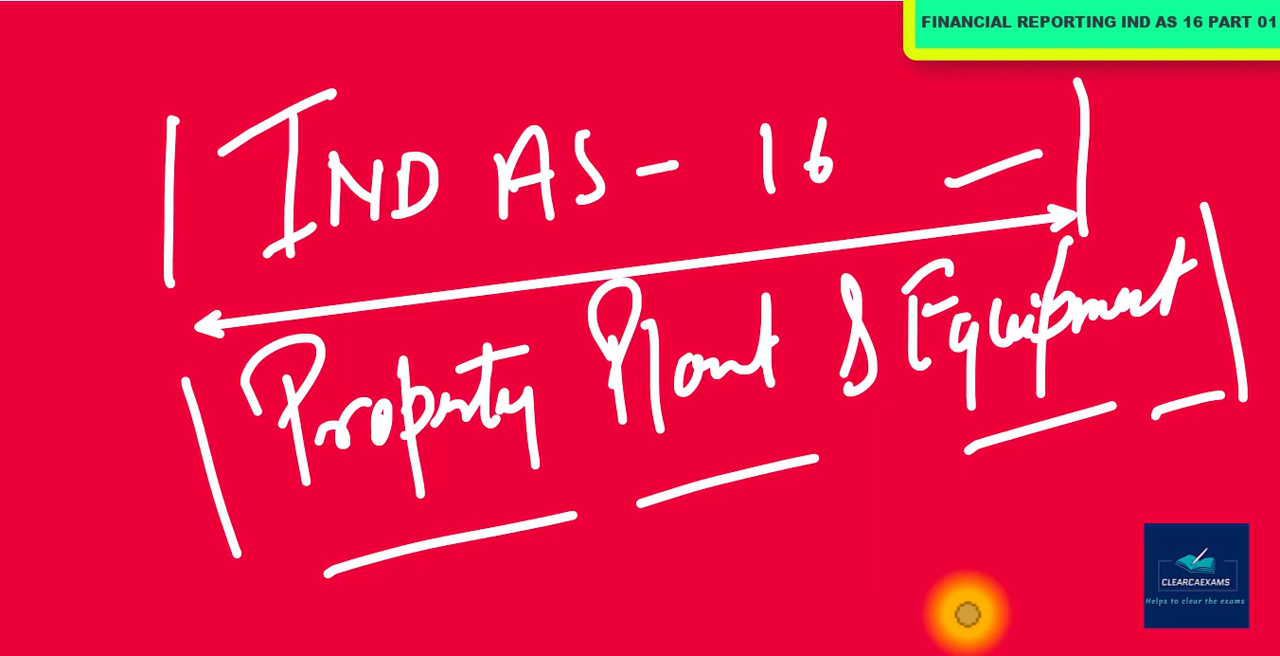 FINANCIAL REPORTING IND AS 16 PART 01
IND AS - 16 -
Property Plant & Equipment
CLEARCAEXAMS
Helps to clear the exams